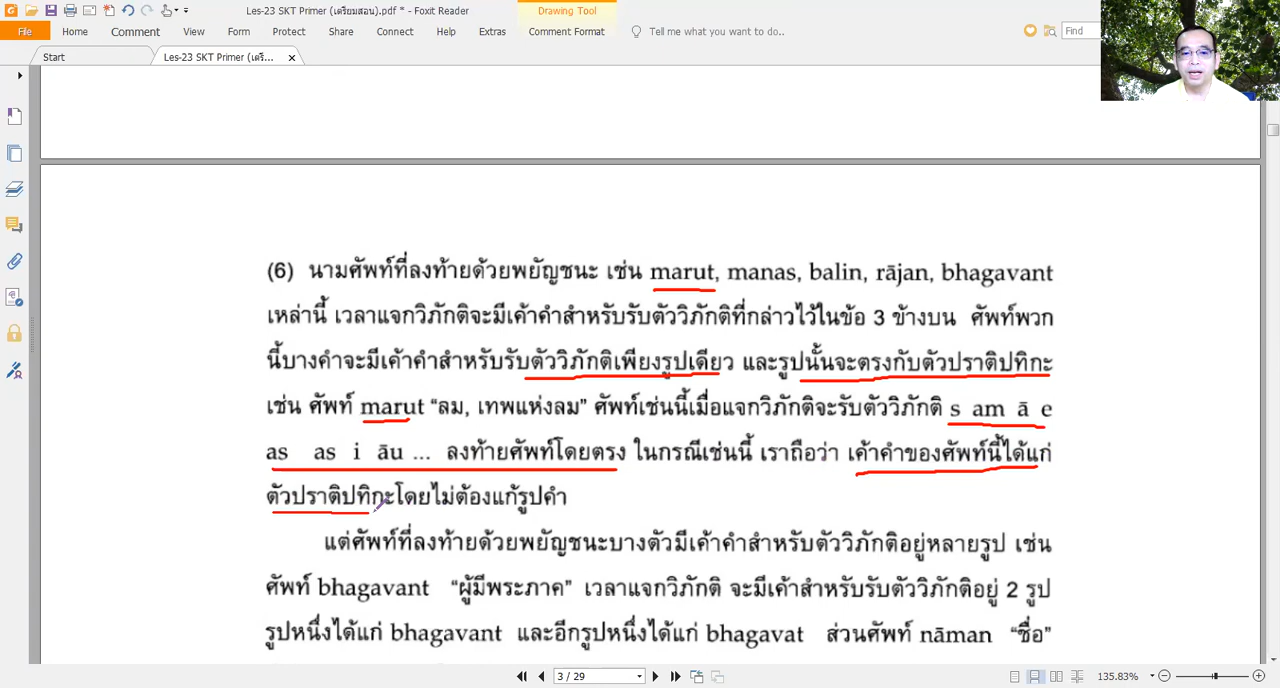 Les-23 SKT Primer (เตรียมสอน).pdf * - Foxit Reader
Drawing Tool
File Home Comment View Form Protect Share Connect Help Extras Comment Format Tell me what you want to do.. Find
Start Les-23 SKT Primer (เตรี...
(6) นามศัพท์ที่ลงท้ายด้วยพยัญชนะ เช่น marut, manas, balin, rājan, bhagavant
เหล่านี้ เวลาแจกวิภักติจะมีเค้าคำสำหรับรับตัววิภักติที่กล่าวไว้ในข้อ 3 ข้างบน ศัพท์พวก
นี้บางคำจะมีเค้าคำสำหรับรับตัววิภักติเพียงรูปเดียว และรูปนั้นจะตรงกับตัวปราติปทิกะ
เช่น ศัพท์ marut “ลม, เทพแห่งลม” ศัพท์เช่นนี้เมื่อแจกวิภักติจะรับตัววิภักติ s am ā e
as as i āu ... ลงท้ายศัพท์โดยตรง ในกรณีเช่นนี้ เราถือว่า เค้าคำของศัพท์นี้ได้แก่
ตัวปราติปทิกะโดยไม่ต้องแก้รูปคำ
แต่ศัพท์ที่ลงท้ายด้วยพยัญชนะบางตัวมีเค้าคำสำหรับตัววิภักติอยู่หลายรูป เช่น
ศัพท์ bhagavant “ผู้มีพระภาค” เวลาแจกวิภักติ จะมีเค้าสำหรับรับตัววิภักติอยู่ 2 รูป
รูปหนึ่งได้แก่ bhagavant และอีกรูปหนึ่งได้แก่ bhagavat ส่วนศัพท์ nāman “ชื่อ”
3 / 29 135.83%